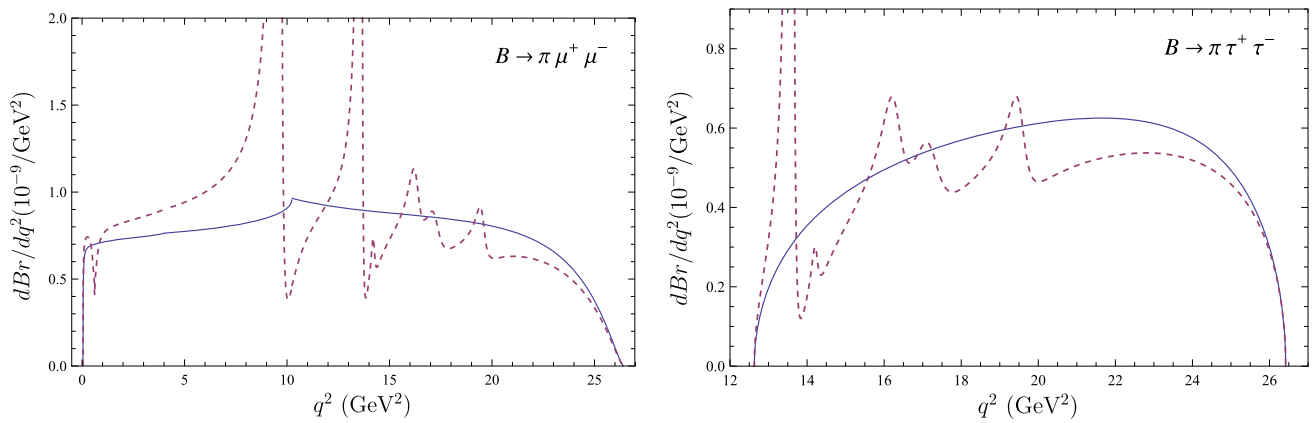 B → π μ⁺ μ⁻
dBr/dq²(10⁻⁹/GeV²)
2.0
1.5
1.0
0.5
0.0
0 5 10 15 20 25
q² (GeV²)
B → π τ⁺ τ⁻
dBr/dq²(10⁻⁹/GeV²)
0.8
0.6
0.4
0.2
0.0
12 14 16 18 20 22 24 26
q² (GeV²)